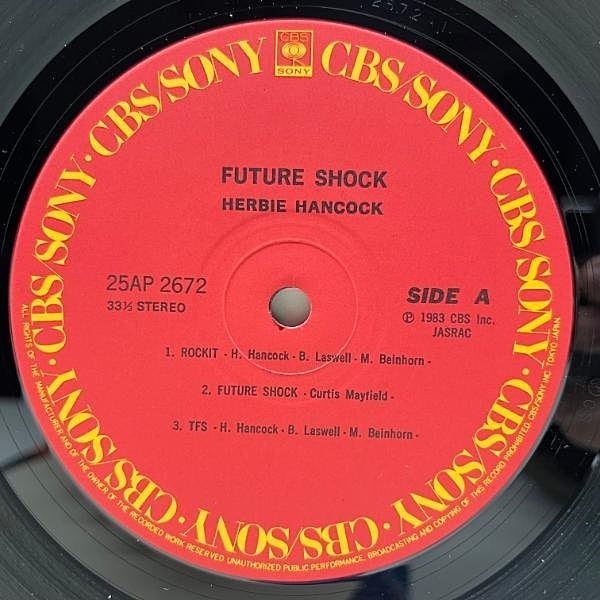 CBS/SONY · CBS/SONY · CBS/SONY · CBS/SONY · CBS/SONY · CBS/SONY · CBS/SONY · CBS/SONY
CBS
SONY
FUTURE SHOCK
HERBIE HANCOCK
25AP 2672
33⅓ STEREO
SIDE A
Ⓟ 1983 CBS Inc.
JASRAC
1. ROCKIT - H. Hancock - B. Laswell - M. Beinhorn -
2. FUTURE SHOCK - Curtis Mayfield -
3. TFS - H. Hancock - B. Laswell - M. Beinhorn -
ALL RIGHTS OF THE MANUFACTURER AND OF THE OWNER OF THE RECORDED WORK RESERVED. UNAUTHORIZED PUBLIC PERFORMANCE, BROADCASTING AND COPYING OF THIS RECORD PROHIBITED. CBS/SONY INC. TOKYO JAPAN.